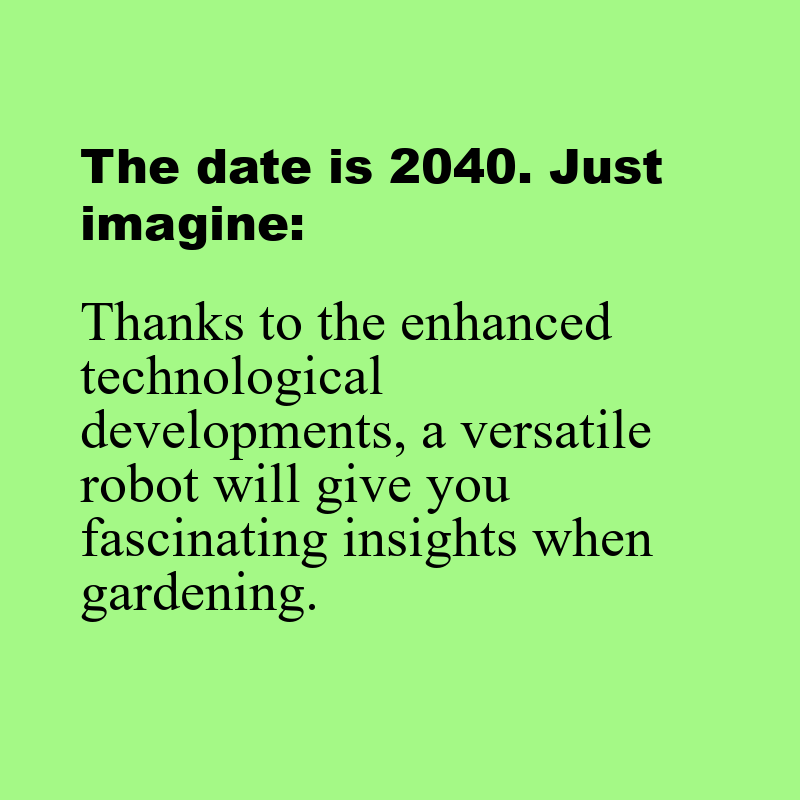 The date is 2040. Just
imagine:
Thanks to the enhanced
technological
developments, a versatile
robot will give you
fascinating insights when
gardening.